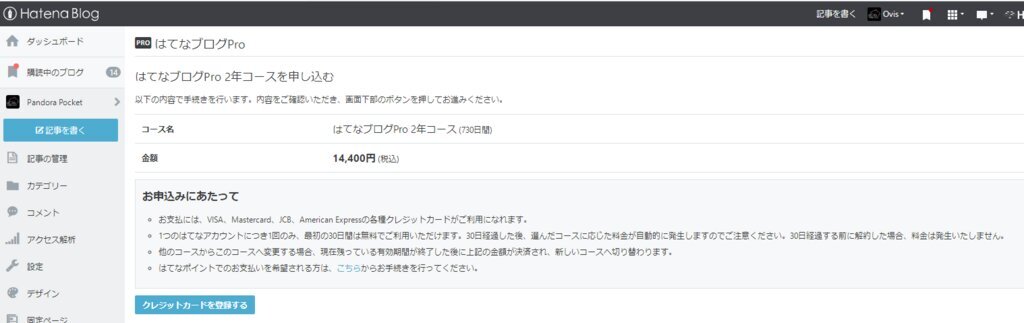 Hatena Blog
記事を書く
Ovis
ダッシュボード
購読中のブログ 14
Pandora Pocket
記事を書く
記事の管理
カテゴリー
コメント
アクセス解析
設定
デザイン
固定ページ
PRO はてなブログPro
はてなブログPro 2年コースを申し込む
以下の内容で手続きを行います。内容をご確認いただき、画面下部のボタンを押してお進みください。
コース名 はてなブログPro 2年コース (730日間)
金額 14,400円 (税込)
お申込みにあたって
お支払には、VISA、Mastercard、JCB、American Expressの各種クレジットカードがご利用になれます。
1つのはてなアカウントにつき1回のみ、最初の30日間は無料でご利用いただけます。30日経過した後、選んだコースに応じた料金が自動的に発生しますのでご注意ください。30日経過する前に解約した場合、料金は発生いたしません。
他のコースからこのコースへ変更する場合、現在残っている有効期間が終了した後に上記の金額が決済され、新しいコースへ切り替わります。
はてなポイントでのお支払いを希望される方は、こちらからお手続きを行ってください。
クレジットカードを登録する